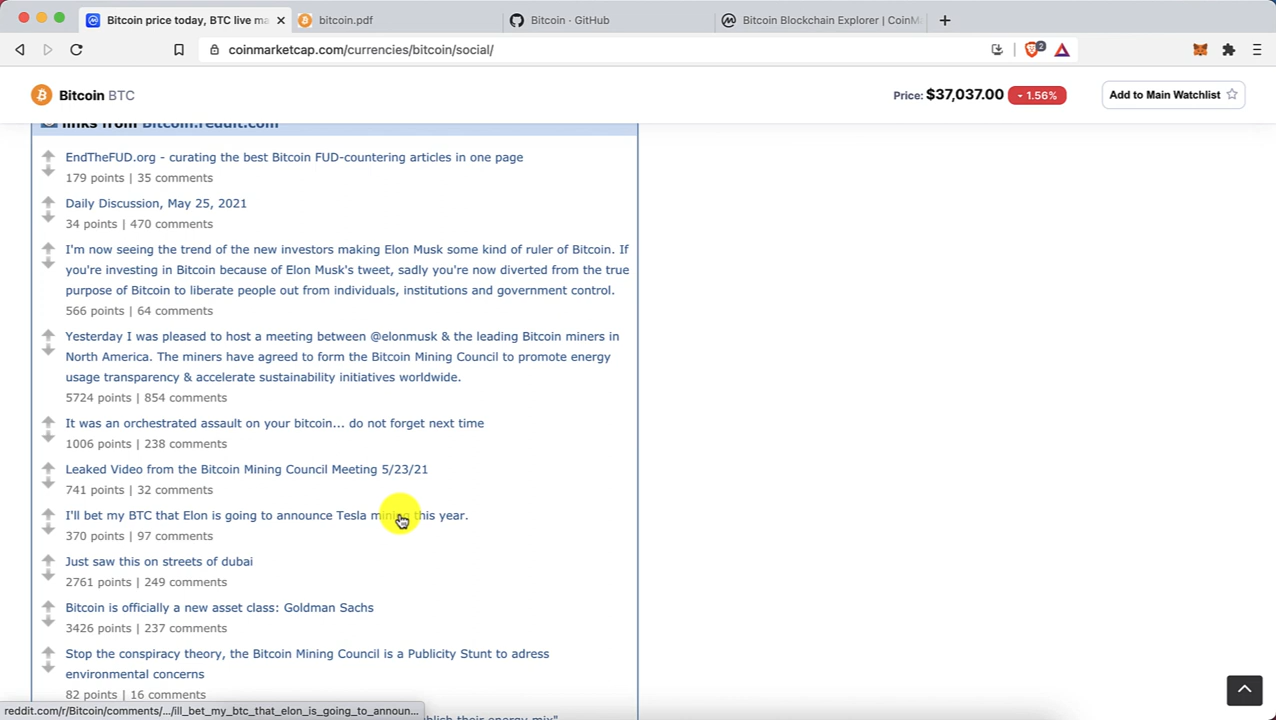 Bitcoin price today, BTC live ma
bitcoin.pdf
Bitcoin · GitHub
Bitcoin Blockchain Explorer | CoinM
coinmarketcap.com/currencies/bitcoin/social/
2
Bitcoin BTC
Price: $37,037.00
1.56%
Add to Main Watchlist
links from Bitcoin.reddit.com
EndTheFUD.org - curating the best Bitcoin FUD-countering articles in one page
179 points | 35 comments
Daily Discussion, May 25, 2021
34 points | 470 comments
I'm now seeing the trend of the new investors making Elon Musk some kind of ruler of Bitcoin. If
you're investing in Bitcoin because of Elon Musk's tweet, sadly you're now diverted from the true
purpose of Bitcoin to liberate people out from individuals, institutions and government control.
566 points | 64 comments
Yesterday I was pleased to host a meeting between @elonmusk & the leading Bitcoin miners in
North America. The miners have agreed to form the Bitcoin Mining Council to promote energy
usage transparency & accelerate sustainability initiatives worldwide.
5724 points | 854 comments
It was an orchestrated assault on your bitcoin... do not forget next time
1006 points | 238 comments
Leaked Video from the Bitcoin Mining Council Meeting 5/23/21
741 points | 32 comments
I'll bet my BTC that Elon is going to announce Tesla mining this year.
370 points | 97 comments
Just saw this on streets of dubai
2761 points | 249 comments
Bitcoin is officially a new asset class: Goldman Sachs
3426 points | 237 comments
Stop the conspiracy theory, the Bitcoin Mining Council is a Publicity Stunt to adress
environmental concerns
82 points | 16 comments
reddit.com/r/Bitcoin/comments/.../ill_bet_my_btc_that_elon_is_going_to_announ...
blish their energy mix"